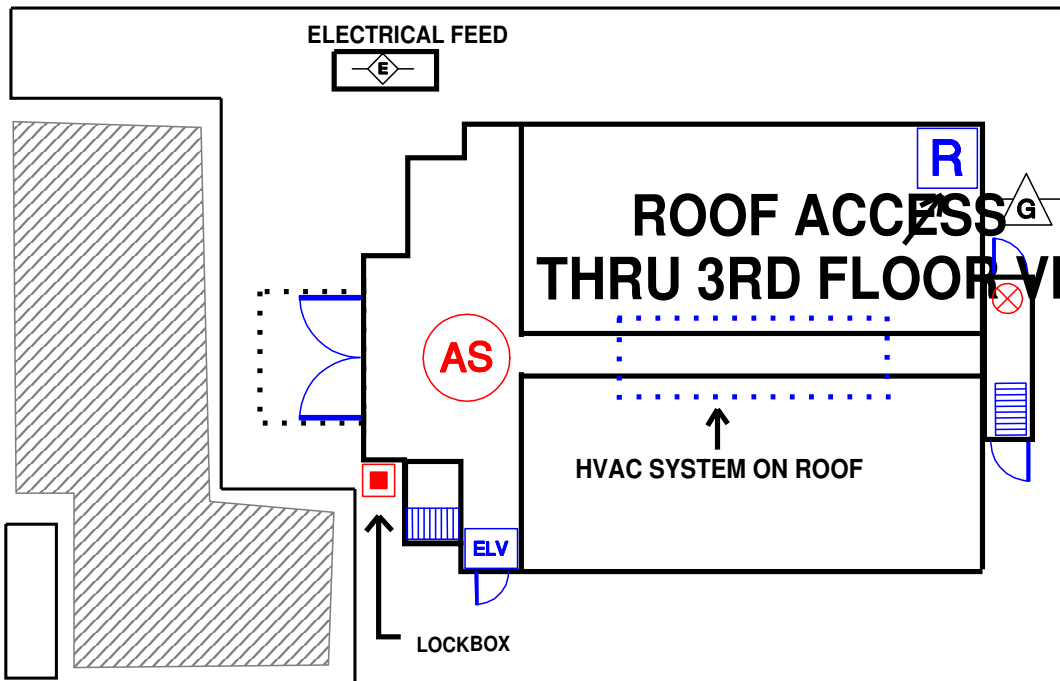 ELECTRICAL FEED
E
R
ROOF ACCESS
G
THRU 3RD FLOOR
AS
HVAC SYSTEM ON ROOF
ELV
LOCKBOX